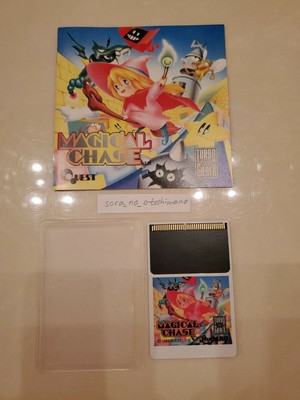 MAGICAL
CHASE
QUEST
TURBO
GRAFX
sora_no_otoshimono
MAGICAL
CHASE